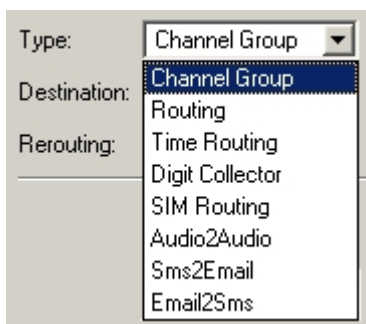 Type: Channel Group
Channel Group
Destination:
Routing
Rerouting: Time Routing
Digit Collector
SIM Routing
Audio2Audio
Sms2Email
Email2Sms